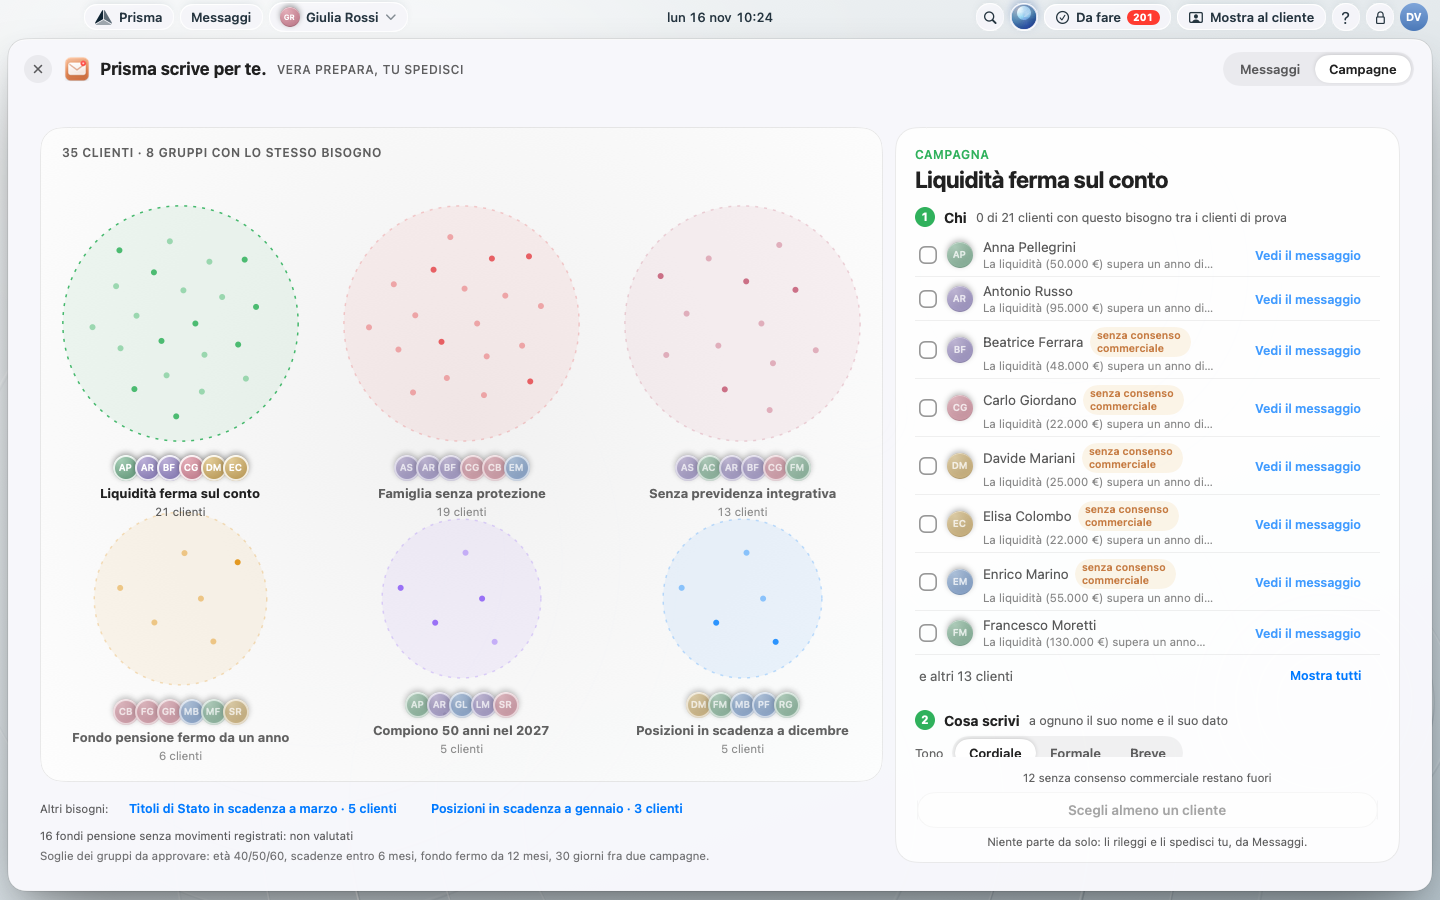 Prisma
Messaggi
GR Giulia Rossi
lun 16 nov 10:24
Da fare 201
Mostra al cliente
?
DV
Prisma scrive per te. VERA PREPARA, TU SPEDISCI
Messaggi Campagne
35 CLIENTI · 8 GRUPPI CON LO STESSO BISOGNO
AP AR BF CG DM EC
Liquidità ferma sul conto
21 clienti
AS AR BF CG CB EM
Famiglia senza protezione
19 clienti
AS AC AR BF CG FM
Senza previdenza integrativa
13 clienti
CB FG GR MB MF SR
Fondo pensione fermo da un anno
6 clienti
AP AR GL LM SR
Compiono 50 anni nel 2027
5 clienti
DM FM MB PF RG
Posizioni in scadenza a dicembre
5 clienti
Altri bisogni: Titoli di Stato in scadenza a marzo · 5 clienti Posizioni in scadenza a gennaio · 3 clienti
16 fondi pensione senza movimenti registrati: non valutati
Soglie dei gruppi da approvare: età 40/50/60, scadenze entro 6 mesi, fondo fermo da 12 mesi, 30 giorni fra due campagne.
CAMPAGNA
Liquidità ferma sul conto
1 Chi 0 di 21 clienti con questo bisogno tra i clienti di prova
AP Anna Pellegrini
La liquidità (50.000 €) supera un anno di...
Vedi il messaggio
AR Antonio Russo
La liquidità (95.000 €) supera un anno di...
Vedi il messaggio
BF Beatrice Ferrara senza consenso commerciale
La liquidità (48.000 €) supera un anno di...
Vedi il messaggio
CG Carlo Giordano senza consenso commerciale
La liquidità (22.000 €) supera un anno di...
Vedi il messaggio
DM Davide Mariani senza consenso commerciale
La liquidità (25.000 €) supera un anno di...
Vedi il messaggio
EC Elisa Colombo senza consenso commerciale
La liquidità (22.000 €) supera un anno di...
Vedi il messaggio
EM Enrico Marino senza consenso commerciale
La liquidità (55.000 €) supera un anno di...
Vedi il messaggio
FM Francesco Moretti
La liquidità (130.000 €) supera un anno...
Vedi il messaggio
e altri 13 clienti Mostra tutti
2 Cosa scrivi a ognuno il suo nome e il suo dato
Tono Cordiale Formale Breve
12 senza consenso commerciale restano fuori
Scegli almeno un cliente
Niente parte da solo: li rileggi e li spedisci tu, da Messaggi.